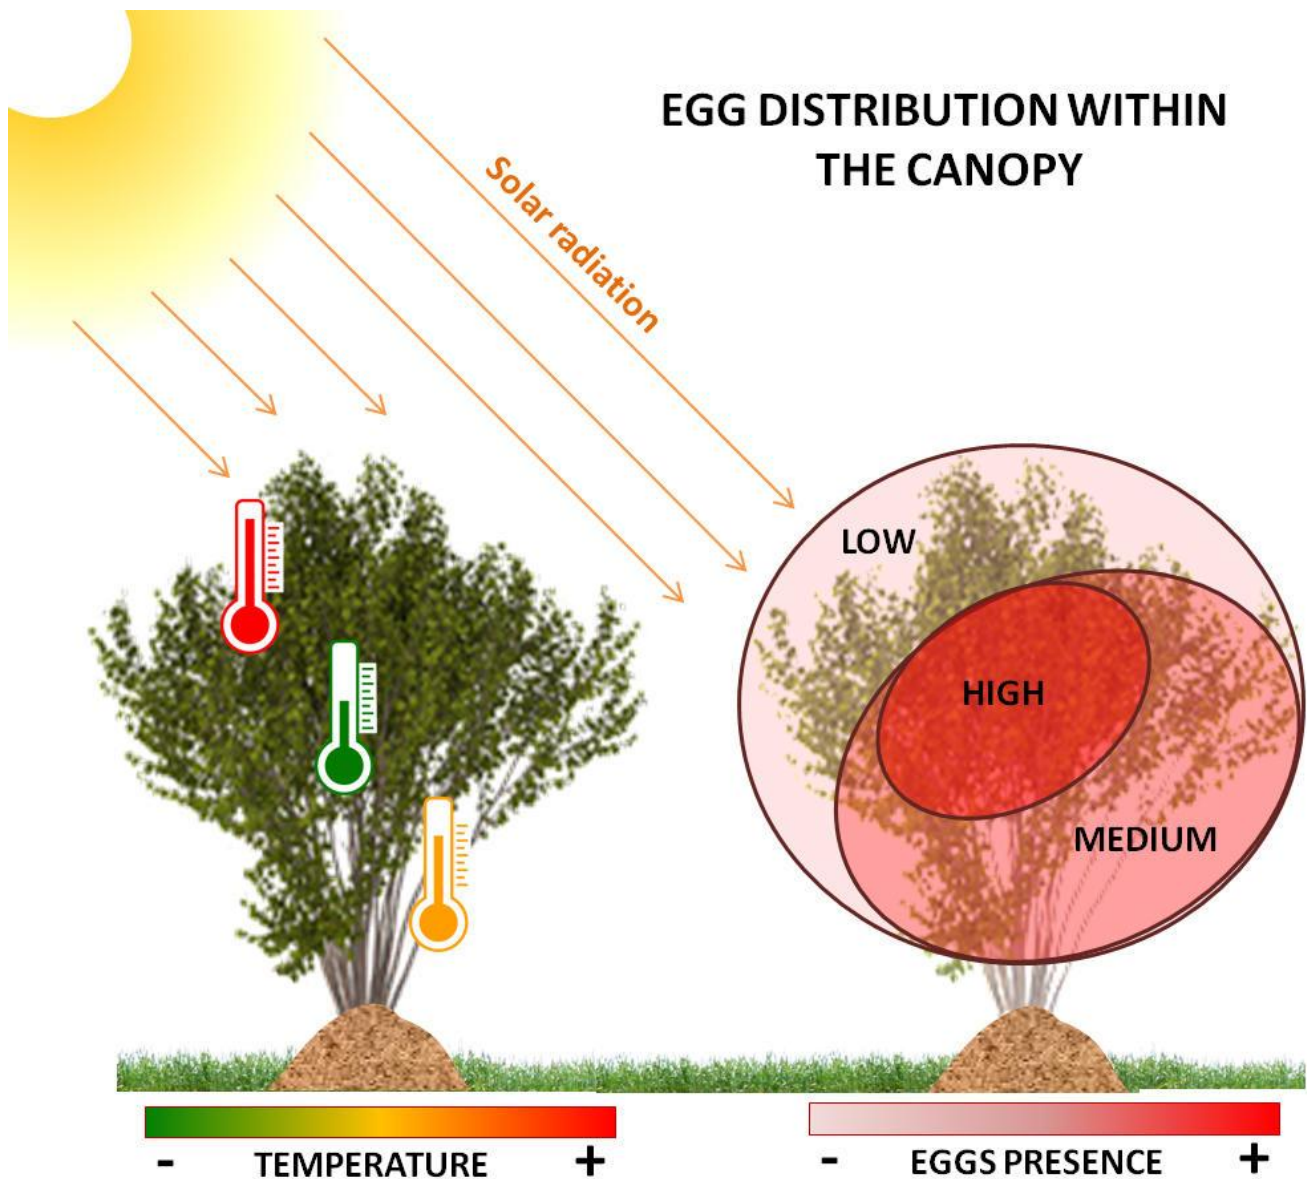 EGG DISTRIBUTION WITHIN
THE CANOPY
Solar radiation
LOW
HIGH
MEDIUM
- TEMPERATURE +
- EGGS PRESENCE +